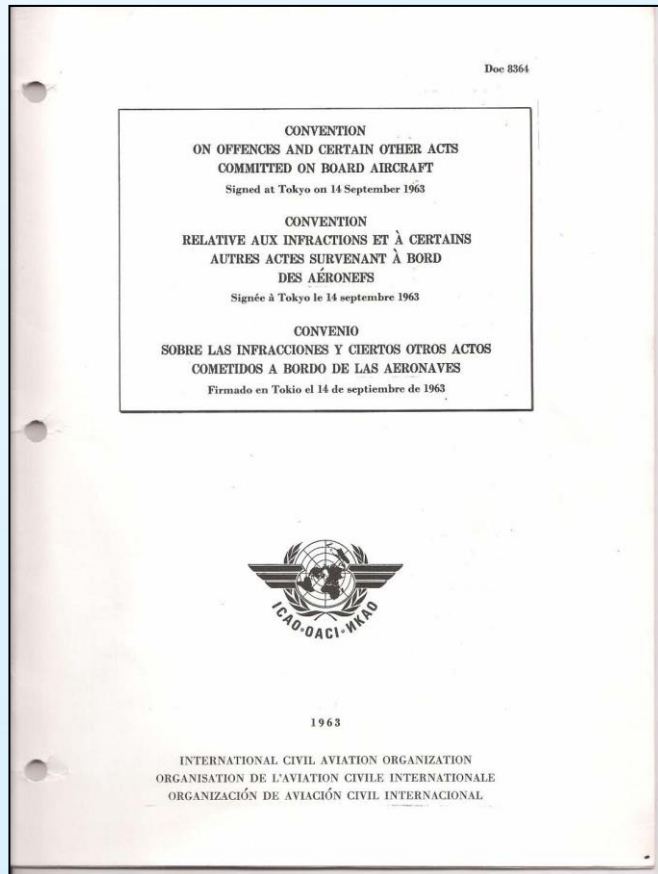 Doc 8364
CONVENTION
ON OFFENCES AND CERTAIN OTHER ACTS
COMMITTED ON BOARD AIRCRAFT
Signed at Tokyo on 14 September 1963
CONVENTION
RELATIVE AUX INFRACTIONS ET À CERTAINS
AUTRES ACTES SURVENANT À BORD
DES AÉRONEFS
Signée à Tokyo le 14 septembre 1963
CONVENIO
SOBRE LAS INFRACCIONES Y CIERTOS OTROS ACTOS
COMETIDOS A BORDO DE LAS AERONAVES
Firmado en Tokio el 14 de septiembre de 1963
ICAO·OACI·ИКАО
1963
INTERNATIONAL CIVIL AVIATION ORGANIZATION
ORGANISATION DE L'AVIATION CIVILE INTERNATIONALE
ORGANIZACIÓN DE AVIACIÓN CIVIL INTERNACIONAL